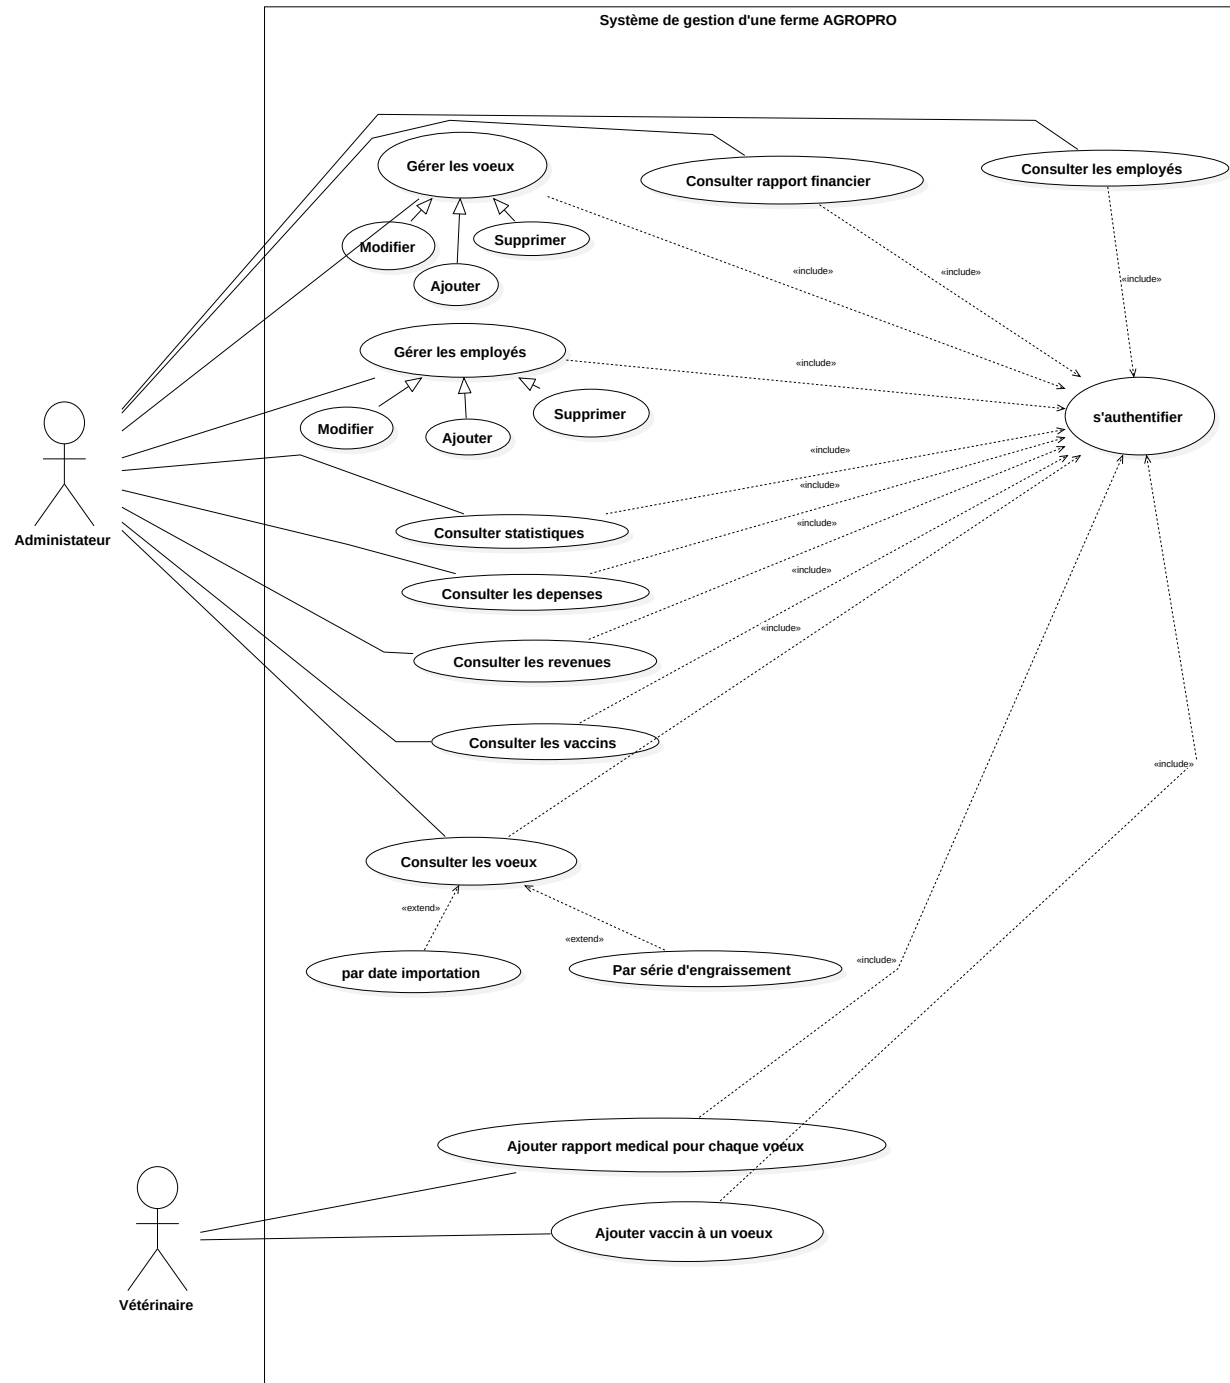 Système de gestion d'une ferme AGROPRO
Gérer les voeux
Consulter rapport financier
Consulter les employés
Modifier
Supprimer
Ajouter
«include»
«include»
«include»
Gérer les employés
«include»
Modifier
Ajouter
Supprimer
s'authentifier
Administateur
«include»
Consulter statistiques
«include»
«include»
Consulter les depenses
«include»
Consulter les revenues
«include»
Consulter les vaccins
«include»
Consulter les voeux
«extend»
«extend»
par date importation
Par série d'engraissement
«include»
Ajouter rapport medical pour chaque voeux
Ajouter vaccin à un voeux
Vétérinaire